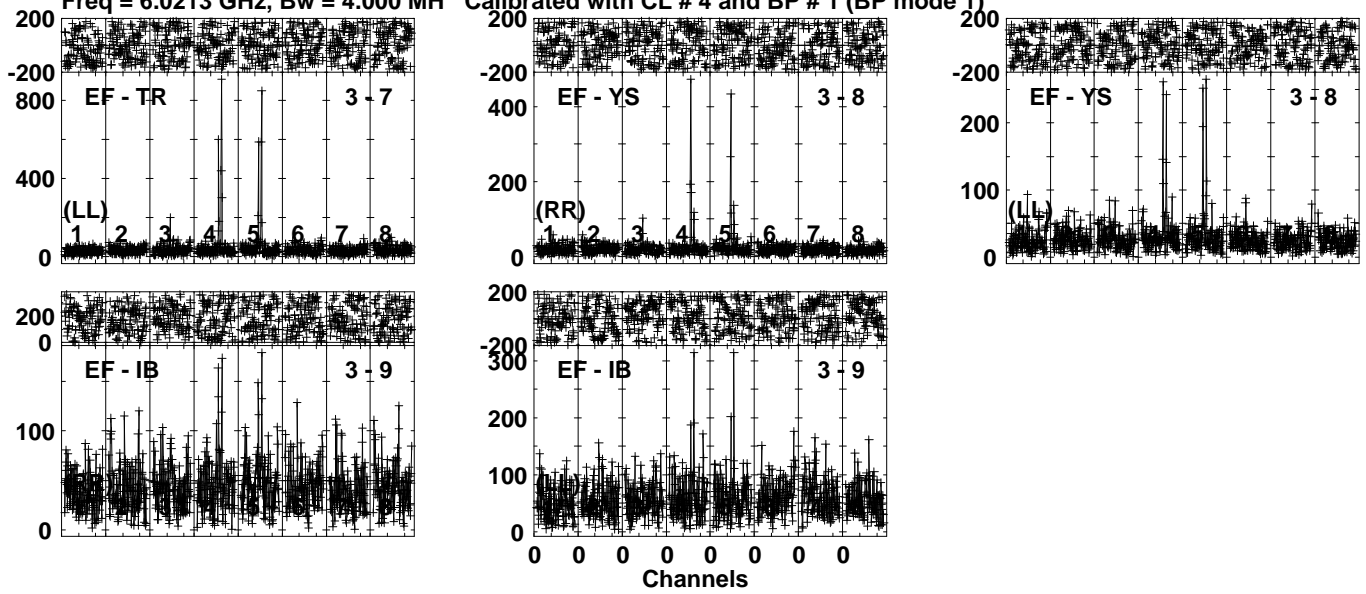 Freq = 6.0213 GHz, Bw = 4.000 MH Calibrated with CL # 4 and BP # 1 (BP mode 1)
200
-200
EF - TR 3 - 7
800
400
0
(LL)
1 2 3 4 5 6 7 8
200
-200
EF - YS 3 - 8
400
200
0
(RR)
1 2 3 4 5 6 7 8
200
-200
EF - YS 3 - 8
200
100
0
(LL)
200
0
EF - IB 3 - 9
100
0
200
-200
EF - IB 3 - 9
300
200
100
0
0 0 0 0 0 0 0 0
Channels